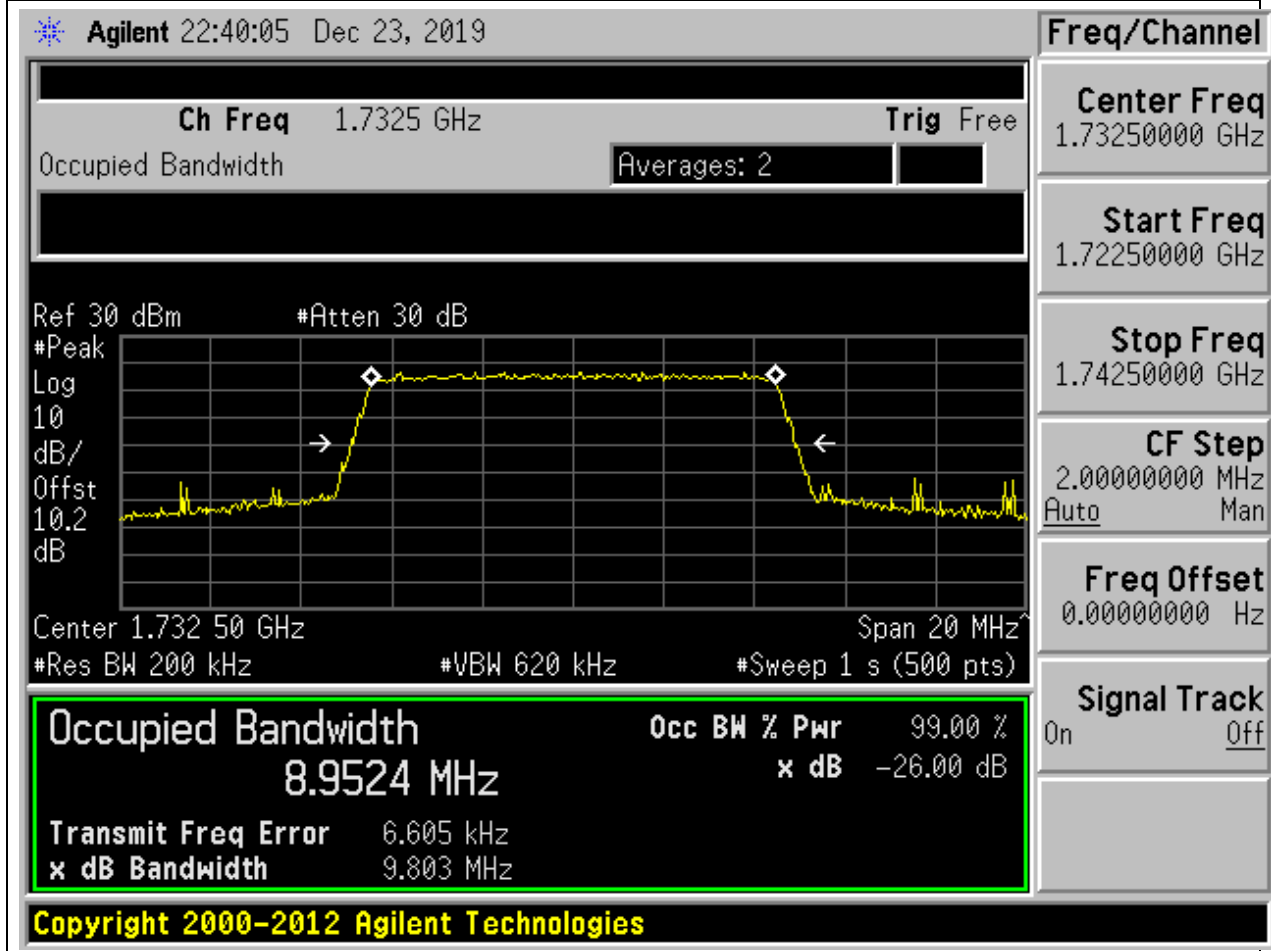 Agilent 22:40:05 Dec 23, 2019
Ch Freq 1.7325 GHz Trig Free
Occupied Bandwidth Averages: 2
Ref 30 dBm #Atten 30 dB
#Peak
Log
10
dB/
Offst
10.2
dB
Center 1.732 50 GHz Span 20 MHz^
#Res BW 200 kHz #VBW 620 kHz #Sweep 1 s (500 pts)
Occupied Bandwidth
8.9524 MHz
Occ BW % Pwr 99.00 %
x dB -26.00 dB
Transmit Freq Error 6.605 kHz
x dB Bandwidth 9.803 MHz
Copyright 2000-2012 Agilent Technologies
Freq/Channel
Center Freq
1.73250000 GHz
Start Freq
1.72250000 GHz
Stop Freq
1.74250000 GHz
CF Step
2.00000000 MHz
Auto Man
Freq Offset
0.00000000 Hz
Signal Track
On Off